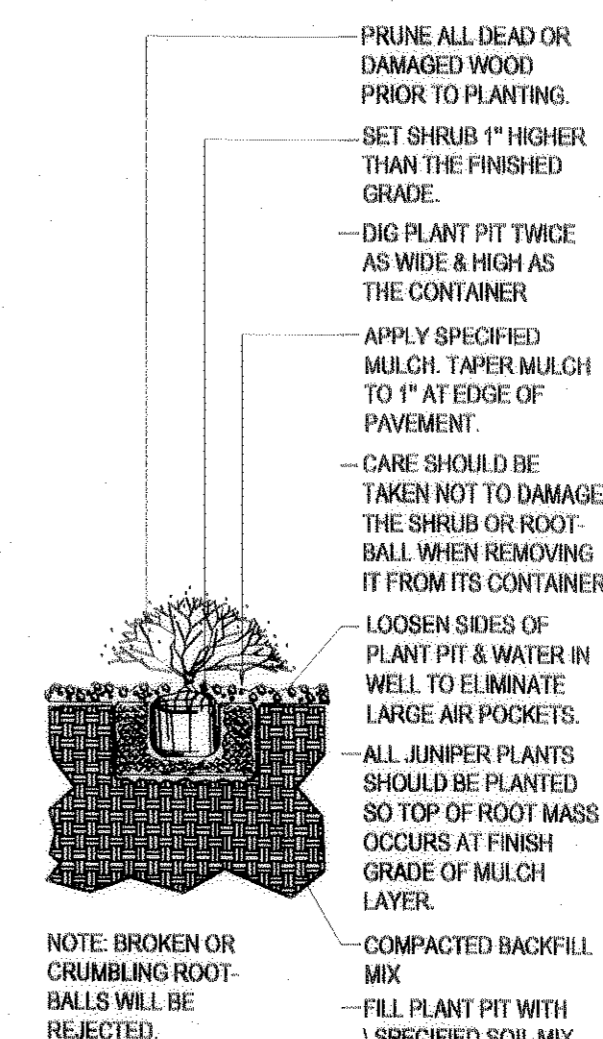 PRUNE ALL DEAD OR
DAMAGED WOOD
PRIOR TO PLANTING.
SET SHRUB 1" HIGHER
THAN THE FINISHED
GRADE.
DIG PLANT PIT TWICE
AS WIDE & HIGH AS
THE CONTAINER
APPLY SPECIFIED
MULCH. TAPER MULCH
TO 1" AT EDGE OF
PAVEMENT.
CARE SHOULD BE
TAKEN NOT TO DAMAGE
THE SHRUB OR ROOT-
BALL WHEN REMOVING
IT FROM ITS CONTAINER
LOOSEN SIDES OF
PLANT PIT & WATER IN
WELL TO ELIMINATE
LARGE AIR POCKETS.
ALL JUNIPER PLANTS
SHOULD BE PLANTED
SO TOP OF ROOT MASS
OCCURS AT FINISH
GRADE OF MULCH
LAYER.
COMPACTED BACKFILL
MIX
FILL PLANT PIT WITH
\ SPECIFIED SOIL MIX
NOTE: BROKEN OR
CRUMBLING ROOT-
BALLS WILL BE
REJECTED.